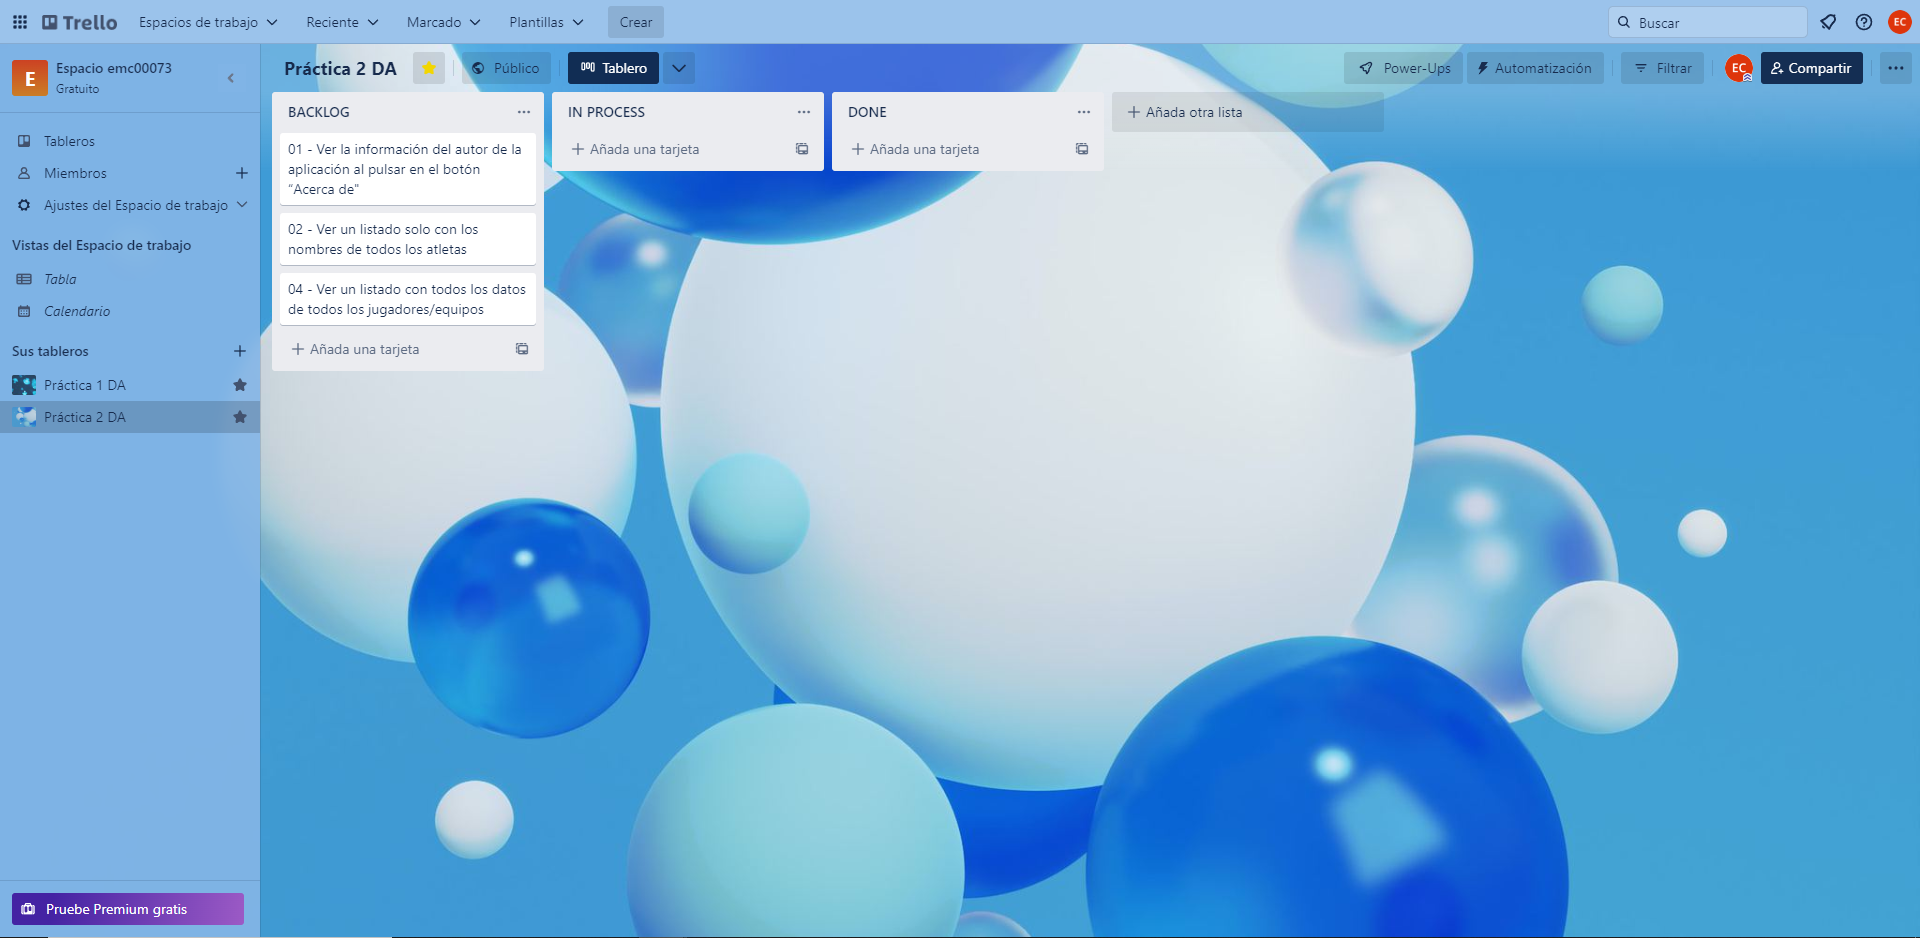 Trello
Espacios de trabajo
Reciente
Marcado
Plantillas
Crear
Buscar
EC
E
Espacio emc00073
Gratuito
Práctica 2 DA
Público
Tablero
Power-Ups
Automatización
Filtrar
EC
Compartir
Tableros
Miembros
Ajustes del Espacio de trabajo
Vistas del Espacio de trabajo
Tabla
Calendario
Sus tableros
Práctica 1 DA
Práctica 2 DA
Pruebe Premium gratis
BACKLOG
01 - Ver la información del autor de la
aplicación al pulsar en el botón
“Acerca de"
02 - Ver un listado solo con los
nombres de todos los atletas
04 - Ver un listado con todos los datos
de todos los jugadores/equipos
Añada una tarjeta
IN PROCESS
Añada una tarjeta
DONE
Añada una tarjeta
Añada otra lista